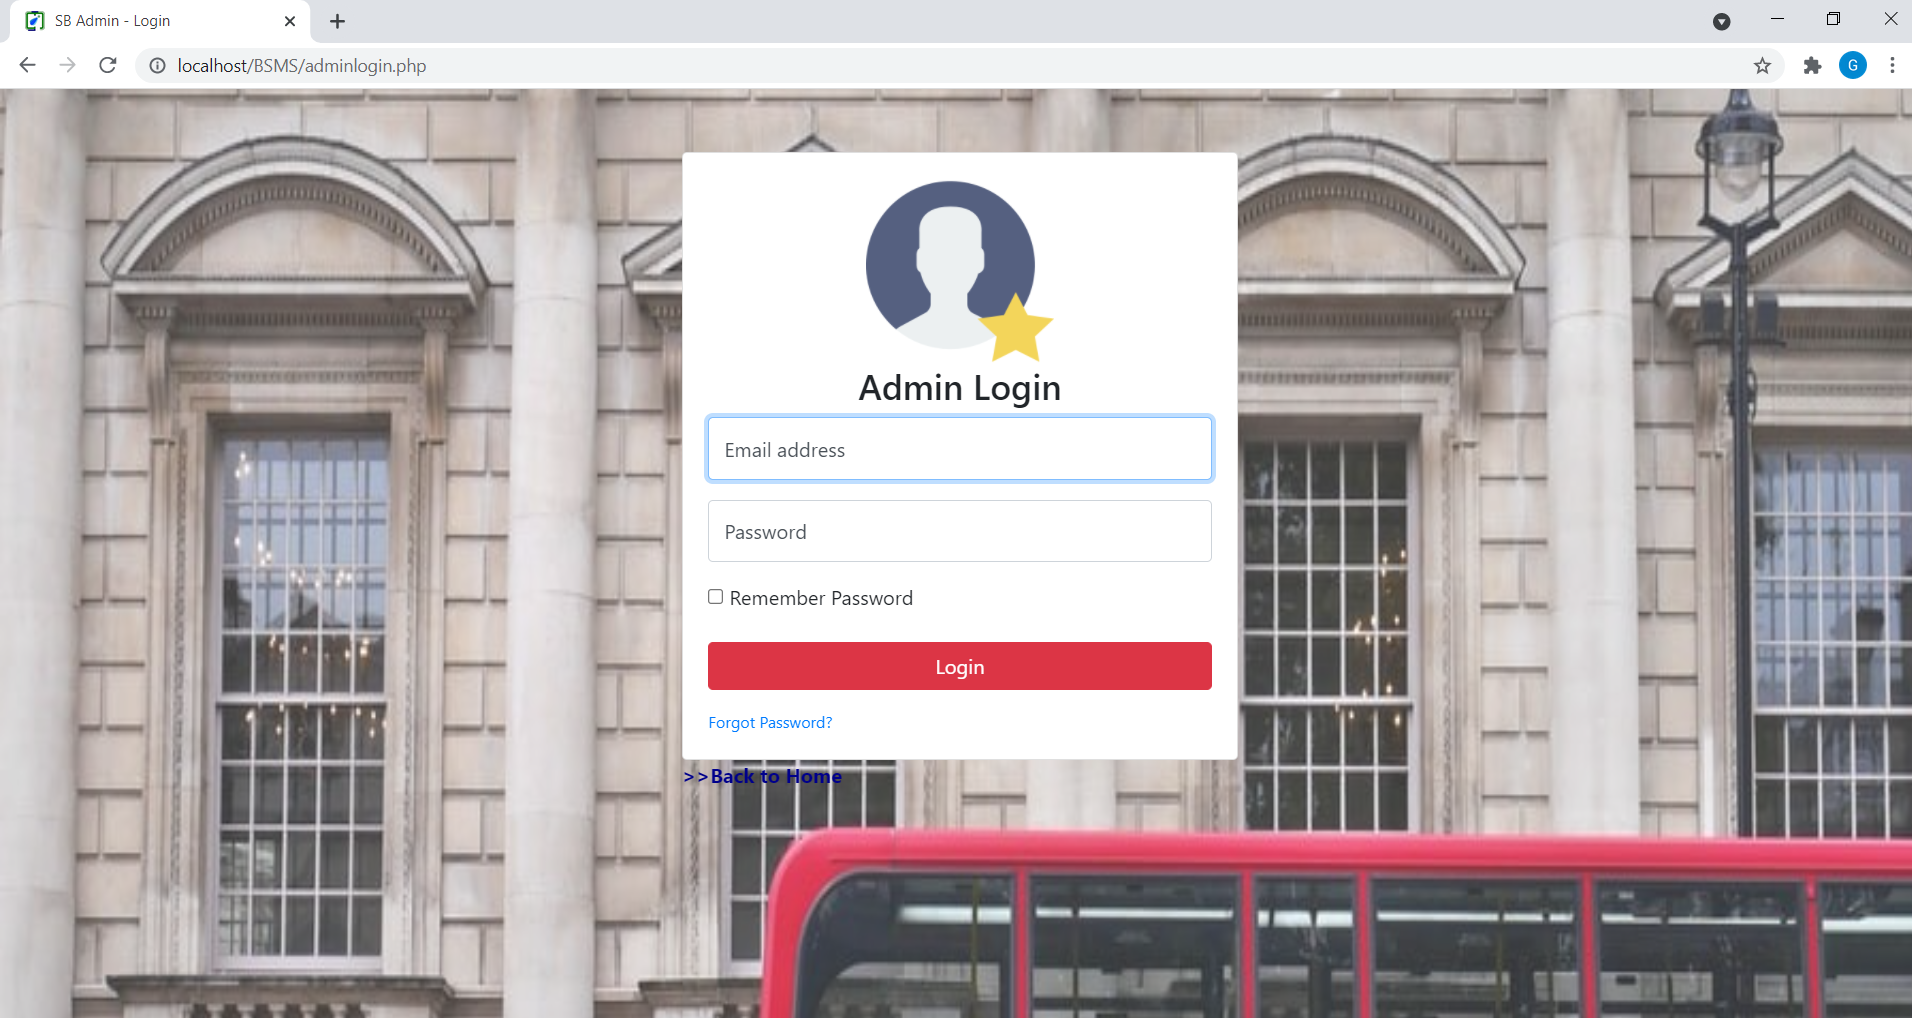 SB Admin - Login
localhost/BSMS/adminlogin.php
G
Admin Login
Email address
Password
Remember Password
Login
Forgot Password?
>>Back to Home